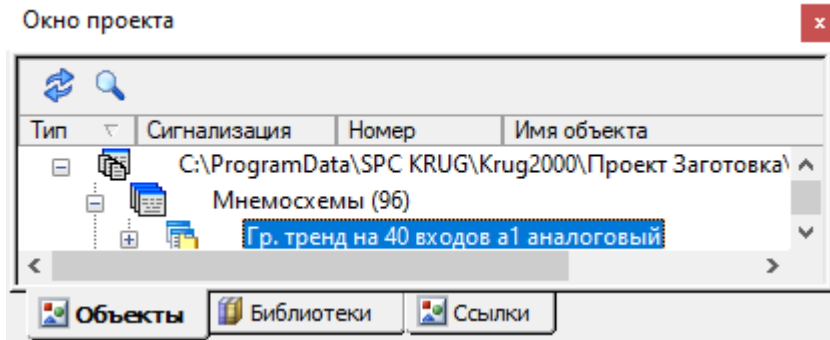 Окно проекта
x
Тип Сигнализация Номер Имя объекта
C:\ProgramData\SPC KRUG\Krug2000\Проект Заготовка\
Мнемосхемы (96)
Гр. тренд на 40 входов a1 аналоговый
Объекты Библиотеки Ссылки